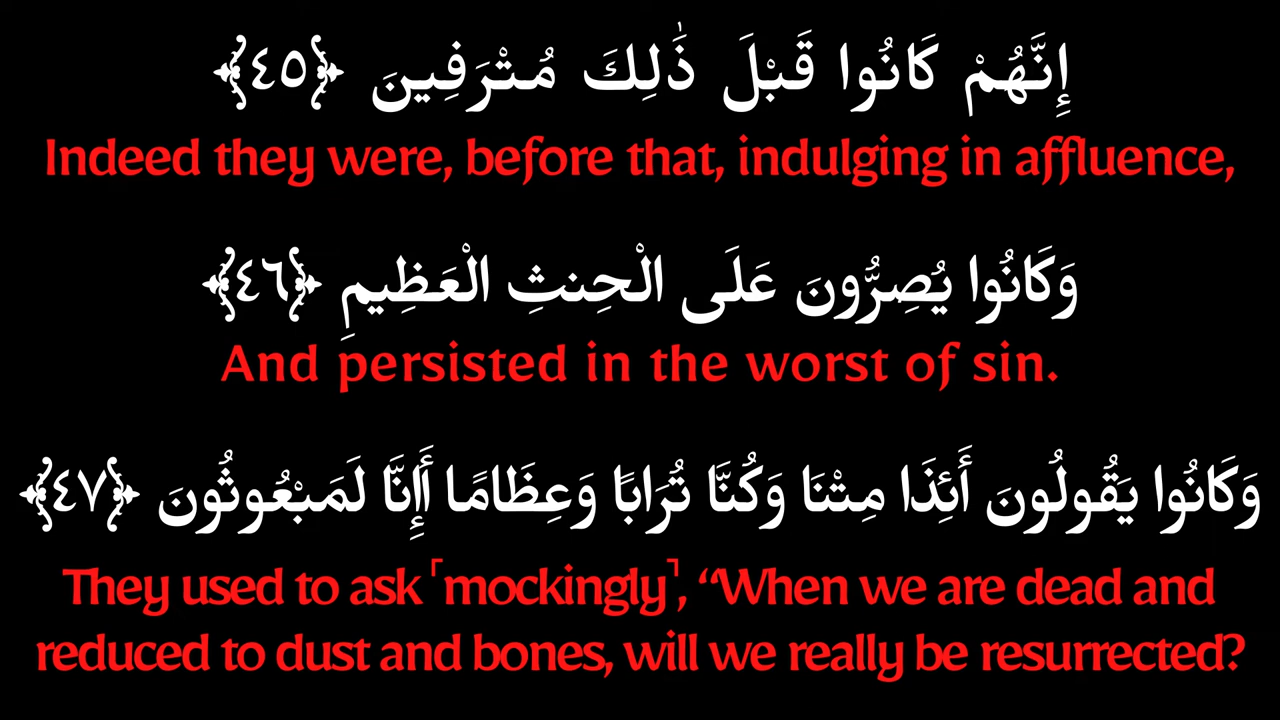 إِنَّهُمْ كَانُوا قَبْلَ ذَٰلِكَ مُتْرَفِينَ ﴿٤٥﴾
Indeed they were, before that, indulging in affluence,
وَكَانُوا يُصِرُّونَ عَلَى الْحِنثِ الْعَظِيمِ ﴿٤٦﴾
And persisted in the worst of sin.
وَكَانُوا يَقُولُونَ أَئِذَا مِتْنَا وَكُنَّا تُرَابًا وَعِظَامًا أَإِنَّا لَمَبْعُوثُونَ ﴿٤٧﴾
They used to ask ˹mockingly˺, “When we are dead and
reduced to dust and bones, will we really be resurrected?